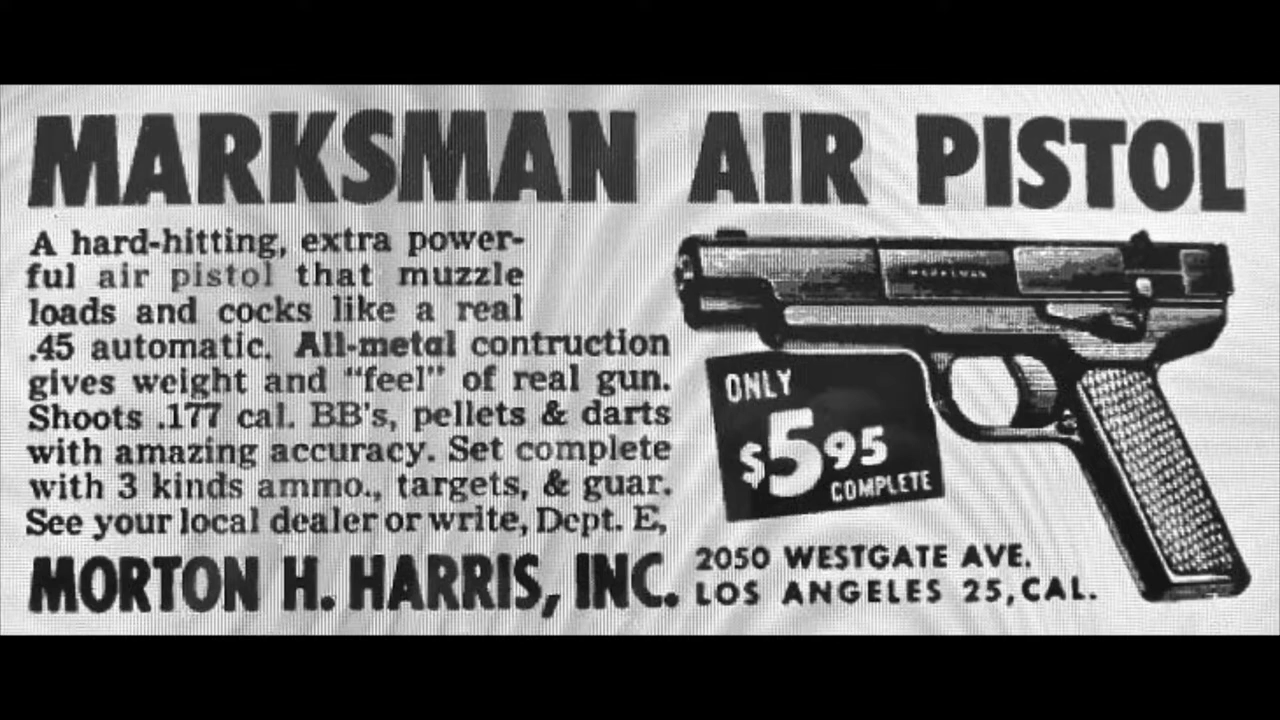 MARKSMAN AIR PISTOL
A hard-hitting, extra power-
ful air pistol that muzzle
loads and cocks like a real
.45 automatic. All-metal contruction
gives weight and "feel" of real gun.
Shoots .177 cal. BB's, pellets & darts
with amazing accuracy. Set complete
with 3 kinds ammo., targets, & guar.
See your local dealer or write, Dept. E,
MORTON H. HARRIS, INC.
2050 WESTGATE AVE.
LOS ANGELES 25, CAL.
MARKSMAN
ONLY
$5 95
COMPLETE